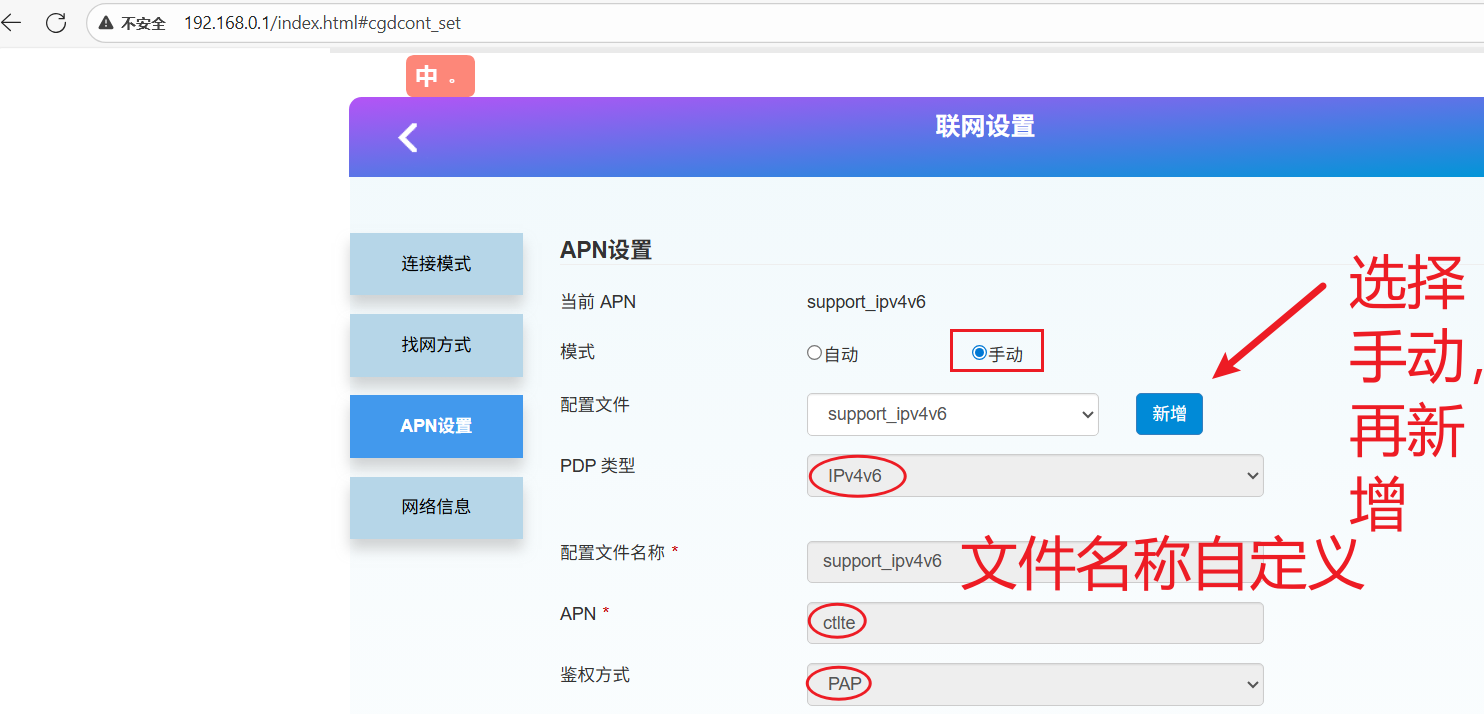 不安全 192.168.0.1/index.html#cgdcont_set
中 。
联网设置
连接模式
找网方式
APN设置
网络信息
APN设置
当前 APN support_ipv4v6
模式 自动 手动
配置文件 support_ipv4v6 新增
PDP 类型 IPv4v6
配置文件名称 * support_ipv4v6
APN * ctlte
鉴权方式 PAP
选择
手动,
再新
增
文件名称自定义